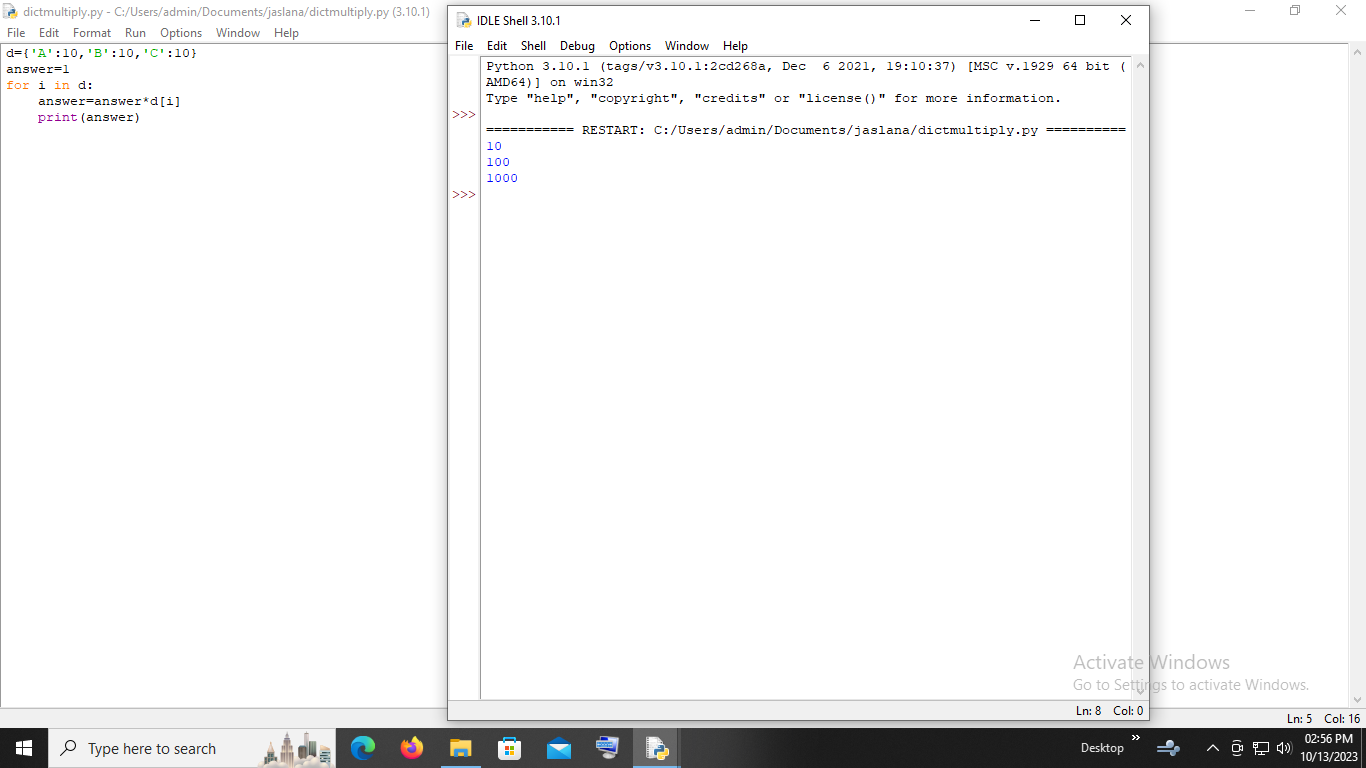 dictmultiply.py - C:/Users/admin/Documents/jaslana/dictmultiply.py (3.10.1)
File Edit Format Run Options Window Help
d={'A':10,'B':10,'C':10}
answer=1
for i in d:
    answer=answer*d[i]
    print(answer)
IDLE Shell 3.10.1
File Edit Shell Debug Options Window Help
Python 3.10.1 (tags/v3.10.1:2cd268a, Dec  6 2021, 19:10:37) [MSC v.1929 64 bit (
AMD64)] on win32
Type "help", "copyright", "credits" or "license()" for more information.
>>>
=========== RESTART: C:/Users/admin/Documents/jaslana/dictmultiply.py ==========
10
100
1000
>>>
Activate Windows
Go to Settings to activate Windows.
Ln: 8 Col: 0
Ln: 5 Col: 16
Type here to search
Desktop
02:56 PM
10/13/2023